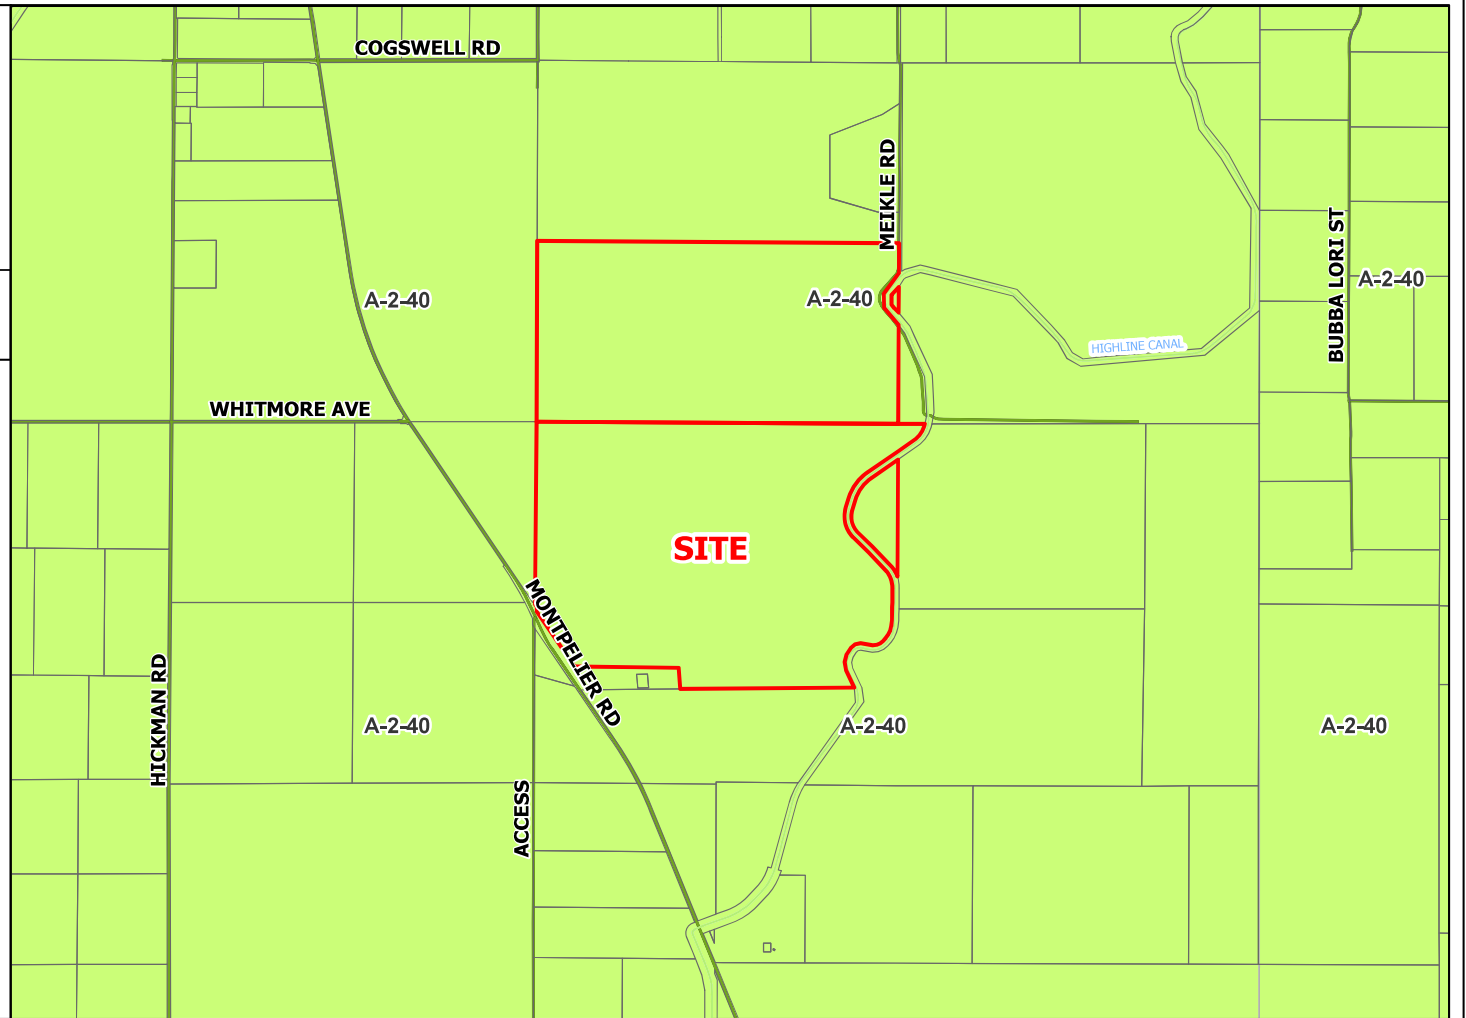 COGSWELL RD
MEIKLE RD
BUBBA LORI ST
A-2-40
A-2-40
A-2-40
HIGHLINE CANAL
WHITMORE AVE
SITE
MONTPELIER RD
HICKMAN RD
A-2-40
A-2-40
A-2-40
ACCESS